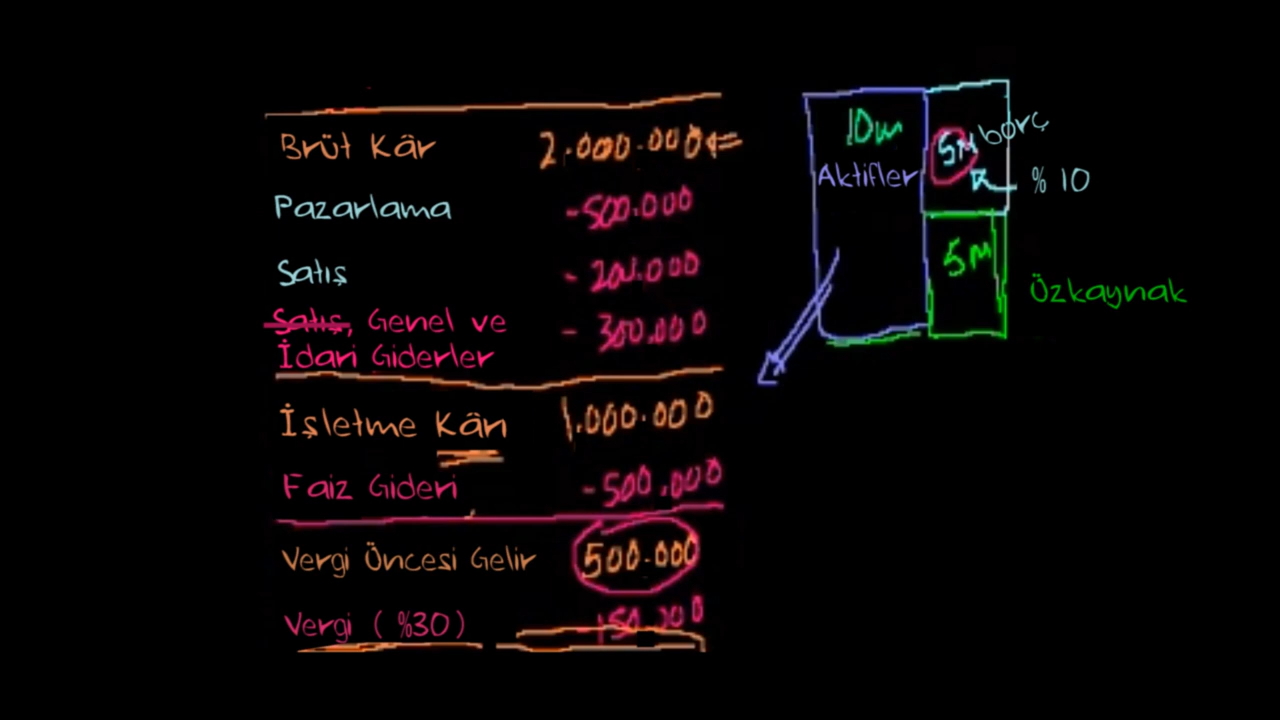 Brüt Kâr 2.000.000
Pazarlama -500.000
Satış - 200.000
Satış, Genel ve - 300.000
İdari Giderler
İşletme Kârı 1.000.000
Faiz Gideri - 500.000
Vergi Öncesi Gelir 500.000
Vergi (%30) 150.000
10M
Aktifler
5M borç
% 10
5M
Özkaynak